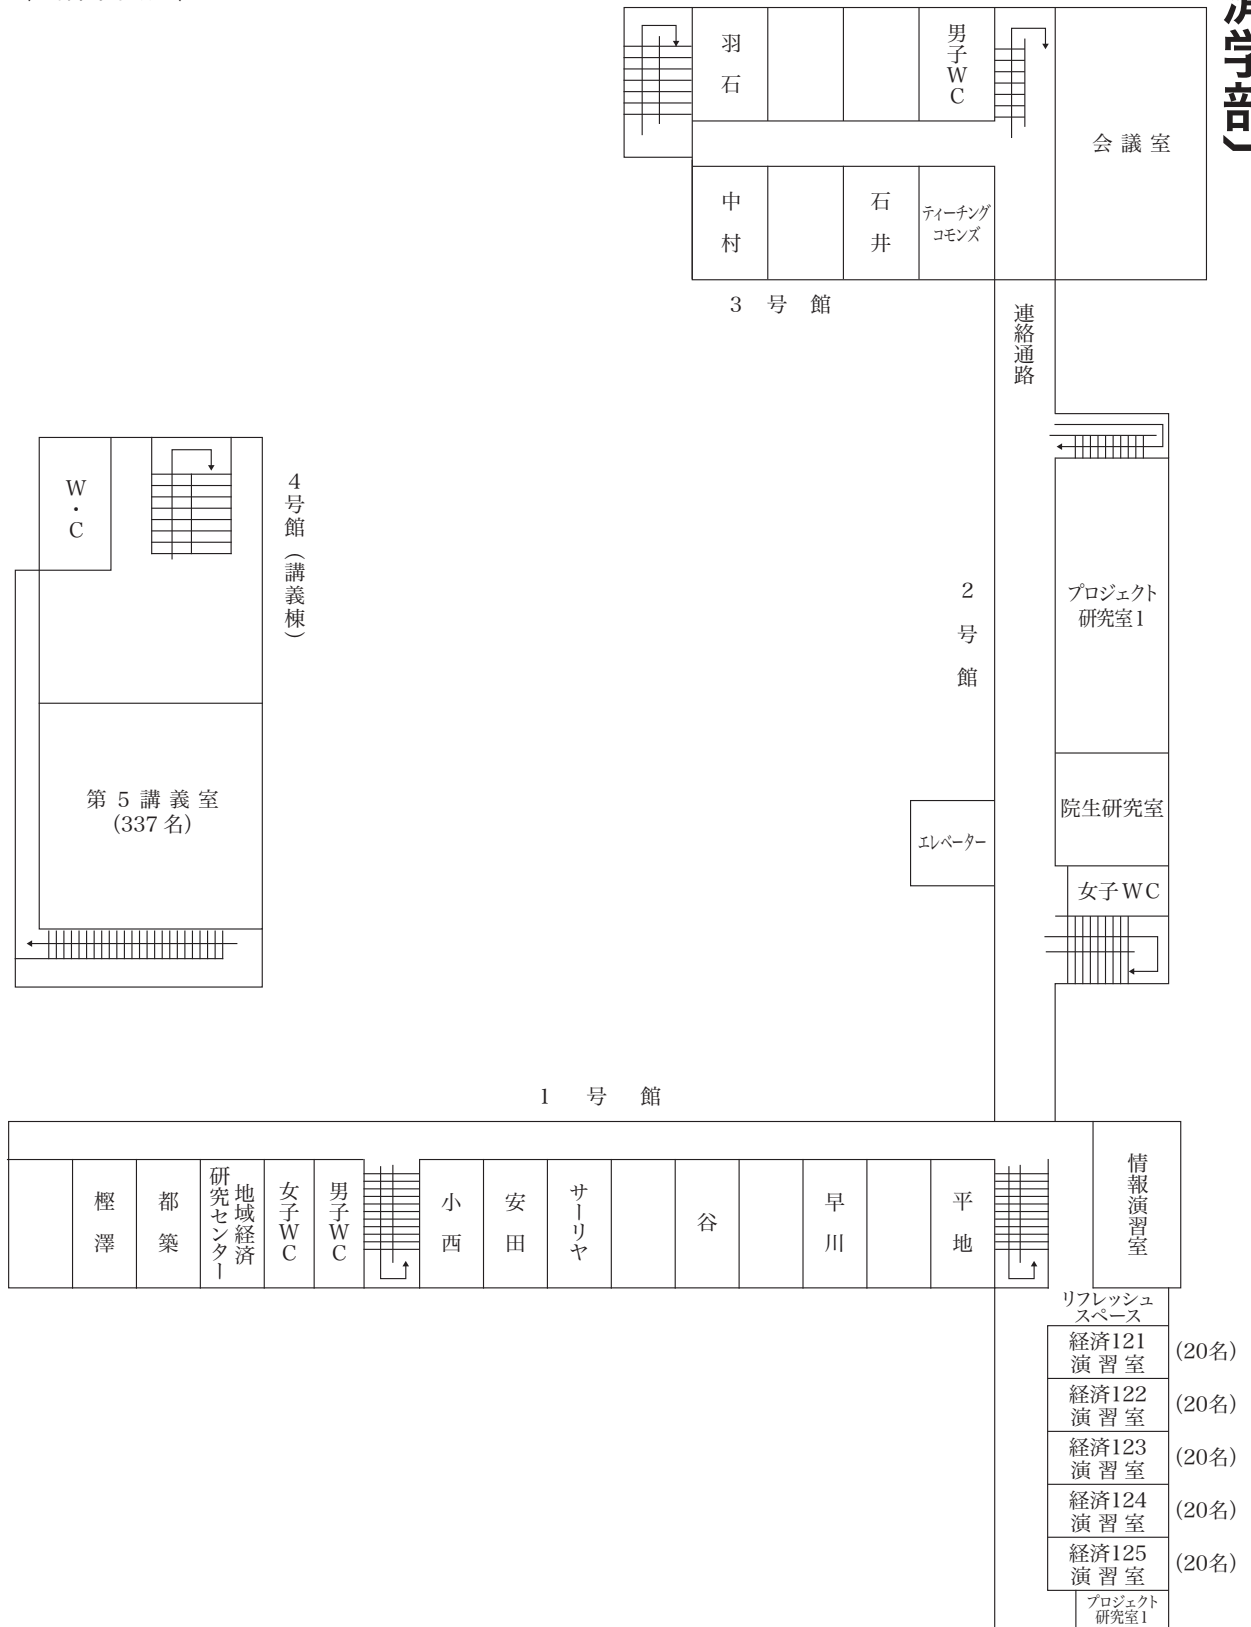 学部〕
羽石
男子WC
会議室
中村
石井
ティーチング
コモンズ
3号館
連絡通路
W・C
4号館（講義棟）
2号館
プロジェクト
研究室1
院生研究室
エレベーター
女子WC
第5講義室
(337名)
1号館
樫澤
都築
地域経済
研究センター
女子WC
男子WC
小西
安田
サーリヤ
谷
早川
平地
情報演習室
リフレッシュ
スペース
経済121
演習室
(20名)
経済122
演習室
(20名)
経済123
演習室
(20名)
経済124
演習室
(20名)
経済125
演習室
(20名)
プロジェクト
研究室1